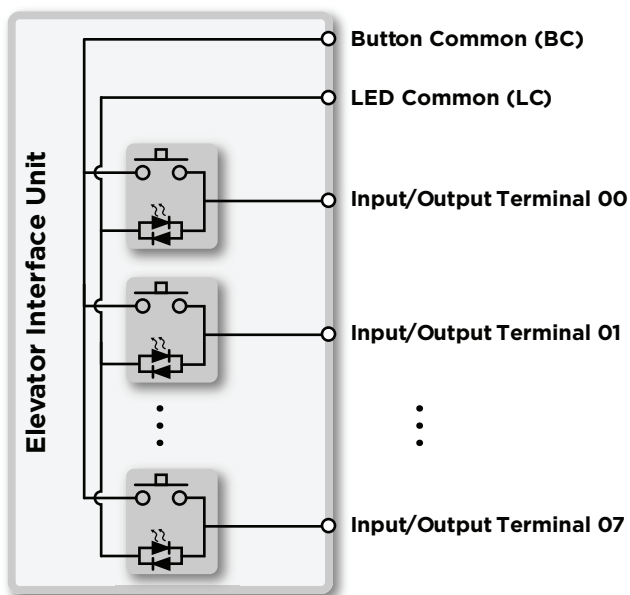 Button Common (BC)
LED Common (LC)
Elevator Interface Unit
Input/Output Terminal 00
Input/Output Terminal 01
Input/Output Terminal 07